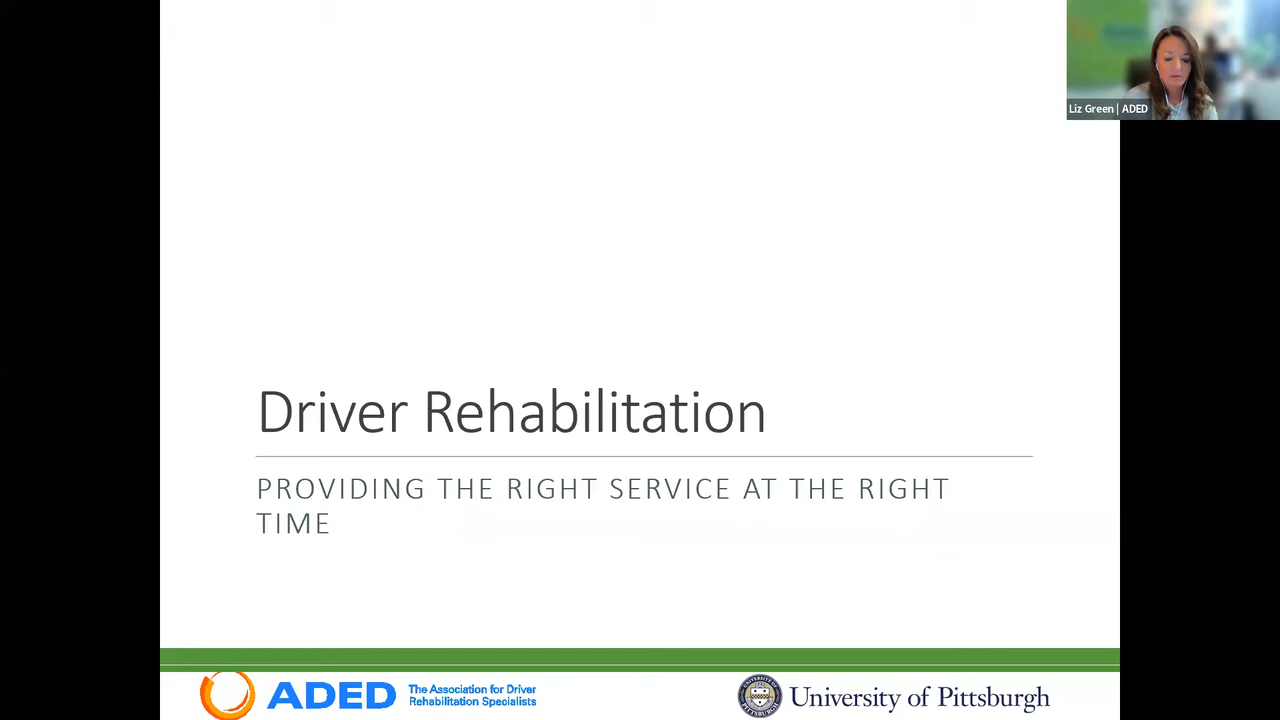 Liz Green | ADED
Driver Rehabilitation
PROVIDING THE RIGHT SERVICE AT THE RIGHT
TIME
ADED
The Association for Driver
Rehabilitation Specialists
University of Pittsburgh